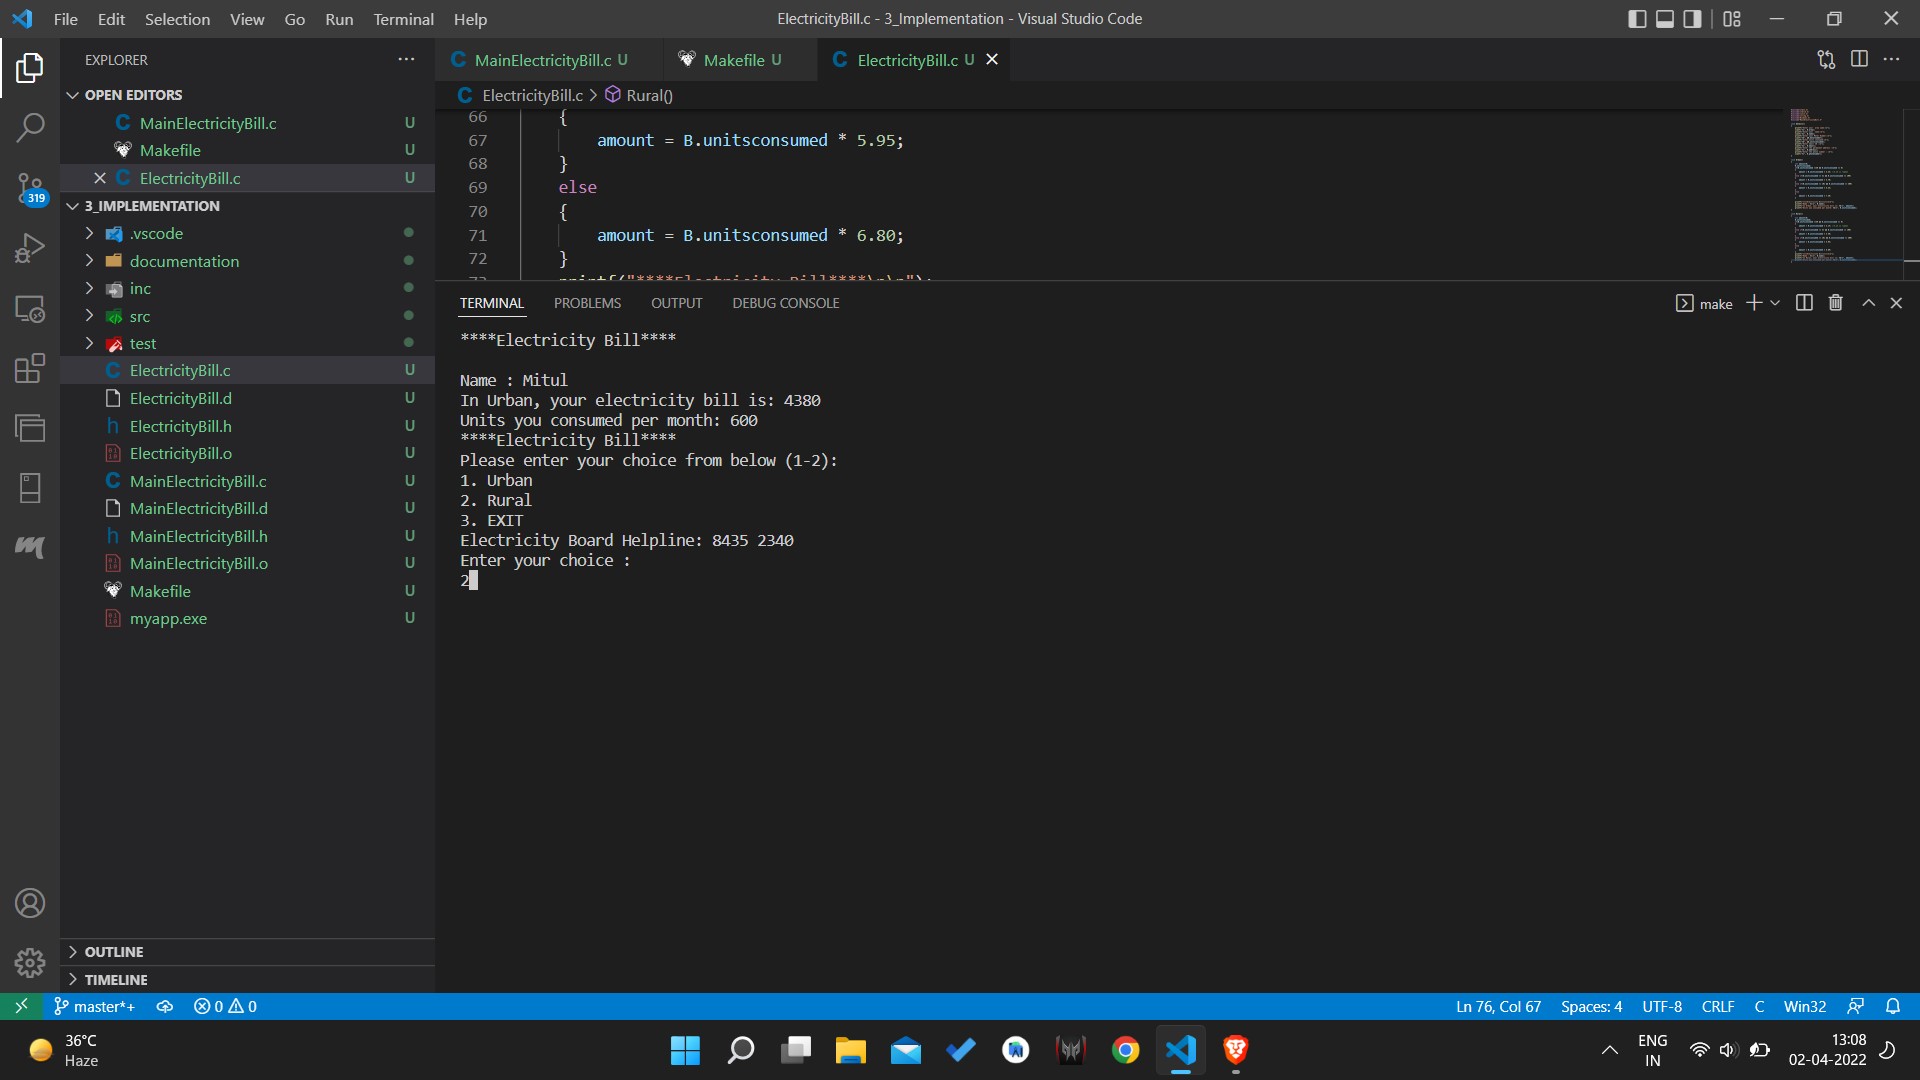 File Edit Selection View Go Run Terminal Help
ElectricityBill.c - 3_Implementation - Visual Studio Code
EXPLORER
OPEN EDITORS
MainElectricityBill.c U
Makefile U
ElectricityBill.c U
3_IMPLEMENTATION
.vscode
documentation
inc
src
test
ElectricityBill.c U
ElectricityBill.d U
ElectricityBill.h U
ElectricityBill.o U
MainElectricityBill.c U
MainElectricityBill.d U
MainElectricityBill.h U
MainElectricityBill.o U
Makefile U
myapp.exe U
OUTLINE
TIMELINE
319
MainElectricityBill.c U Makefile U ElectricityBill.c U
ElectricityBill.c > Rural()
66 {
67 amount = B.unitsconsumed * 5.95;
68 }
69 else
70 {
71 amount = B.unitsconsumed * 6.80;
72 }
73 printf("****Electricity Bill****\n\n");
TERMINAL PROBLEMS OUTPUT DEBUG CONSOLE make
****Electricity Bill****
Name : Mitul
In Urban, your electricity bill is: 4380
Units you consumed per month: 600
****Electricity Bill****
Please enter your choice from below (1-2):
1. Urban
2. Rural
3. EXIT
Electricity Board Helpline: 8435 2340
Enter your choice :
2
master*+ 0 0 Ln 76, Col 67 Spaces: 4 UTF-8 CRLF C Win32
36°C
Haze
ENG
IN
13:08
02-04-2022